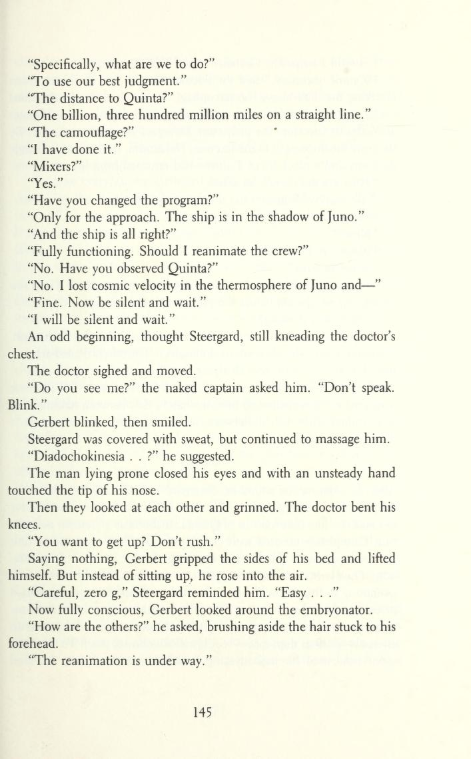 “Specifically, what are we to do?”
“To use our best judgment.”
“The distance to Quinta?”
“One billion, three hundred million miles on a straight line.”
“The camouflage?”
“I have done it.”
“Mixers?”
“Yes.”
“Have you changed the program?”
“Only for the approach. The ship is in the shadow of Juno.”
“And the ship is all right?”
“Fully functioning. Should I reanimate the crew?”
“No. Have you observed Quinta?”
“No. I lost cosmic velocity in the thermosphere of Juno and—”
“Fine. Now be silent and wait.”
“I will be silent and wait.”
An odd beginning, thought Steergard, still kneading the doctor’s
chest.
The doctor sighed and moved.
“Do you see me?” the naked captain asked him. “Don’t speak.
Blink.”
Gerbert blinked, then smiled.
Steergard was covered with sweat, but continued to massage him.
“Diadochokinesia . . ?” he suggested.
The man lying prone closed his eyes and with an unsteady hand
touched the tip of his nose.
Then they looked at each other and grinned. The doctor bent his
knees.
“You want to get up? Don’t rush.”
Saying nothing, Gerbert gripped the sides of his bed and lifted
himself. But instead of sitting up, he rose into the air.
“Careful, zero g,” Steergard reminded him. “Easy . . .”
Now fully conscious, Gerbert looked around the embryonator.
“How are the others?” he asked, brushing aside the hair stuck to his
forehead.
“The reanimation is under way.”
145